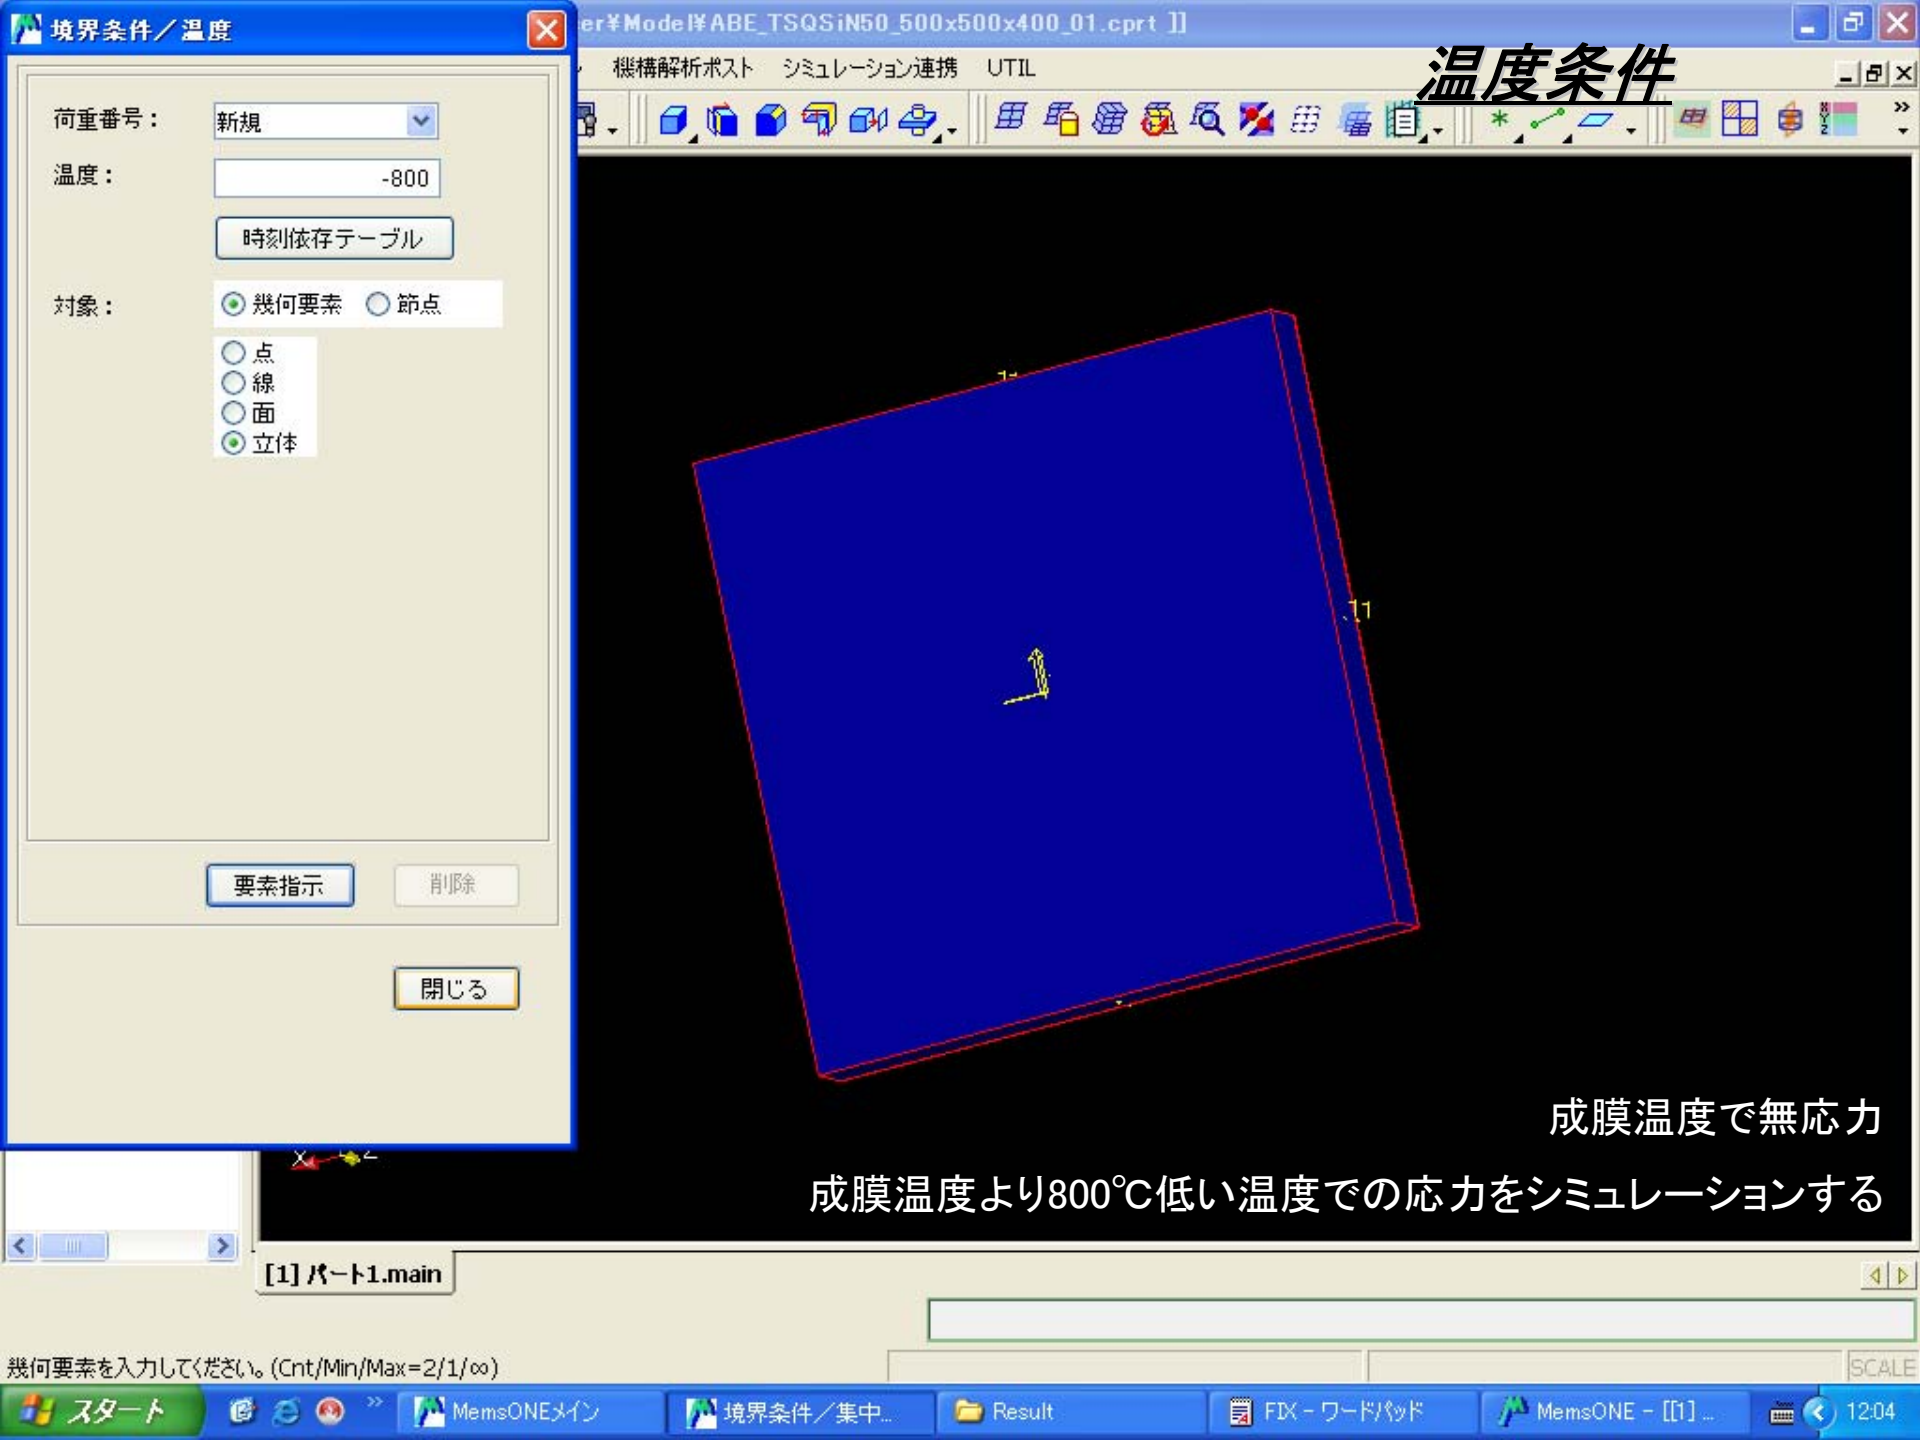 境界条件／温度
er¥Model¥ABE_TSQSiN50_500x500x400_01.cprt ]]
機構解析ポスト シミュレーション連携 UTIL
温度条件
荷重番号： 新規
温度： -800
時刻依存テーブル
対象： 幾何要素 節点
点
線
面
立体
11
要素指示 削除
閉じる
成膜温度で無応力
成膜温度より800℃低い温度での応力をシミュレーションする
X Z
[1] パート1.main
幾何要素を入力してください。(Cnt/Min/Max=2/1/∞)
SCALE
スタート MemsONEメイン 境界条件／集中... Result FIX - ワードパッド MemsONE - [[1] ... 12:04